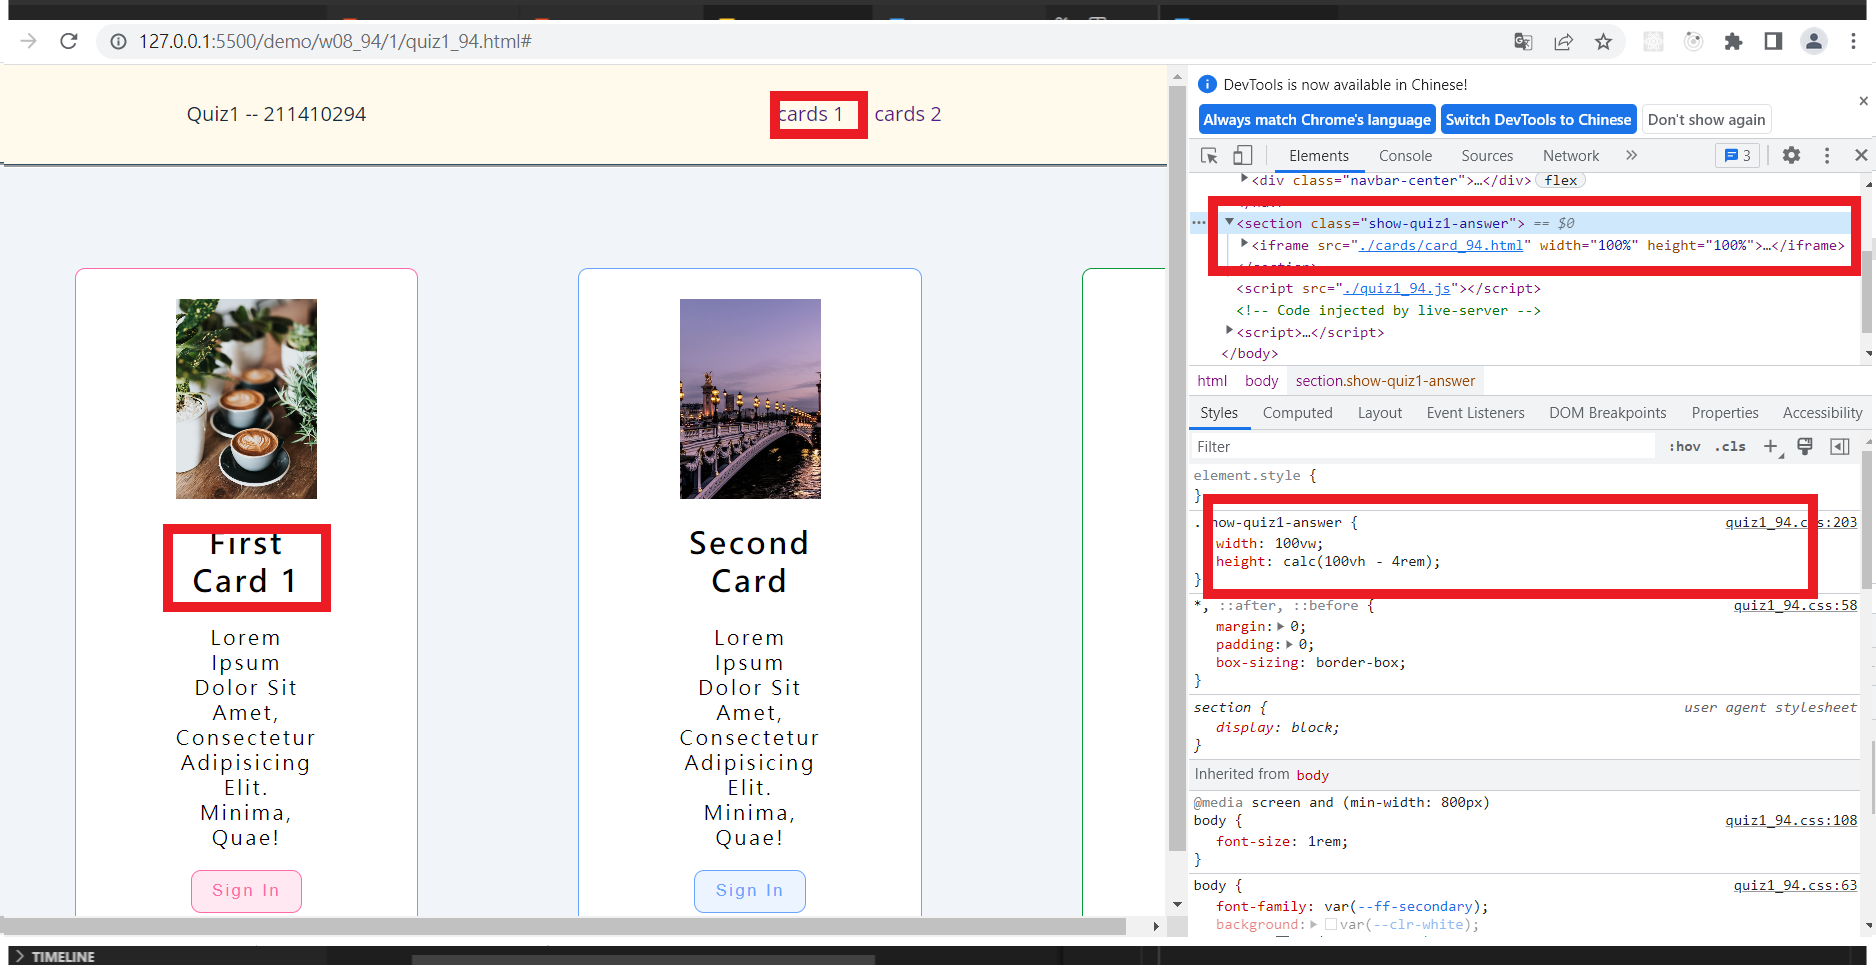 127.0.0.1:5500/demo/w08_94/1/quiz1_94.html#
Quiz1 -- 211410294
cards 1
cards 2
First
Card 1
Lorem
Ipsum
Dolor Sit
Amet,
Consectetur
Adipisicing
Elit.
Minima,
Quae!
Sign In
Second
Card
Lorem
Ipsum
Dolor Sit
Amet,
Consectetur
Adipisicing
Elit.
Minima,
Quae!
Sign In
DevTools is now available in Chinese!
Always match Chrome's language
Switch DevTools to Chinese
Don't show again
Elements Console Sources Network » 3
<div class="navbar-center">…</div> flex
<section class="show-quiz1-answer"> == $0
<iframe src="./cards/card_94.html" width="100%" height="100%">…</iframe>
<script src="./quiz1_94.js"></script>
<!-- Code injected by live-server -->
<script>…</script>
</body>
html body section.show-quiz1-answer
Styles Computed Layout Event Listeners DOM Breakpoints Properties Accessibility
Filter :hov .cls +
element.style {
}
.show-quiz1-answer { quiz1_94.css:203
width: 100vw;
height: calc(100vh - 4rem);
}
*, ::after, ::before { quiz1_94.css:58
margin: 0;
padding: 0;
box-sizing: border-box;
}
section { user agent stylesheet
display: block;
}
Inherited from body
@media screen and (min-width: 800px)
body { quiz1_94.css:108
font-size: 1rem;
}
body { quiz1_94.css:63
font-family: var(--ff-secondary);
background: var(--clr-white);
TIMELINE